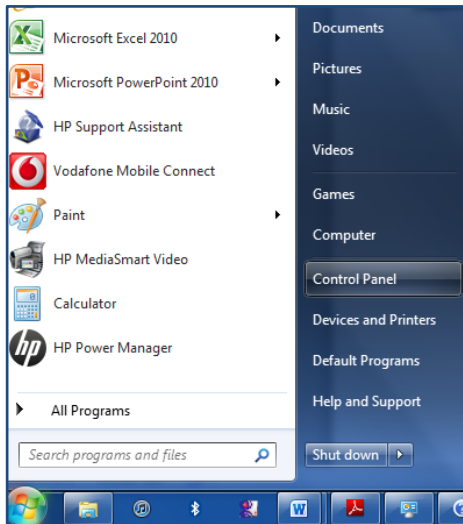 Microsoft Excel 2010
Microsoft PowerPoint 2010
HP Support Assistant
Vodafone Mobile Connect
Paint
HP MediaSmart Video
Calculator
hp HP Power Manager
All Programs
Search programs and files
Documents
Pictures
Music
Videos
Games
Computer
Control Panel
Devices and Printers
Default Programs
Help and Support
Shut down
W